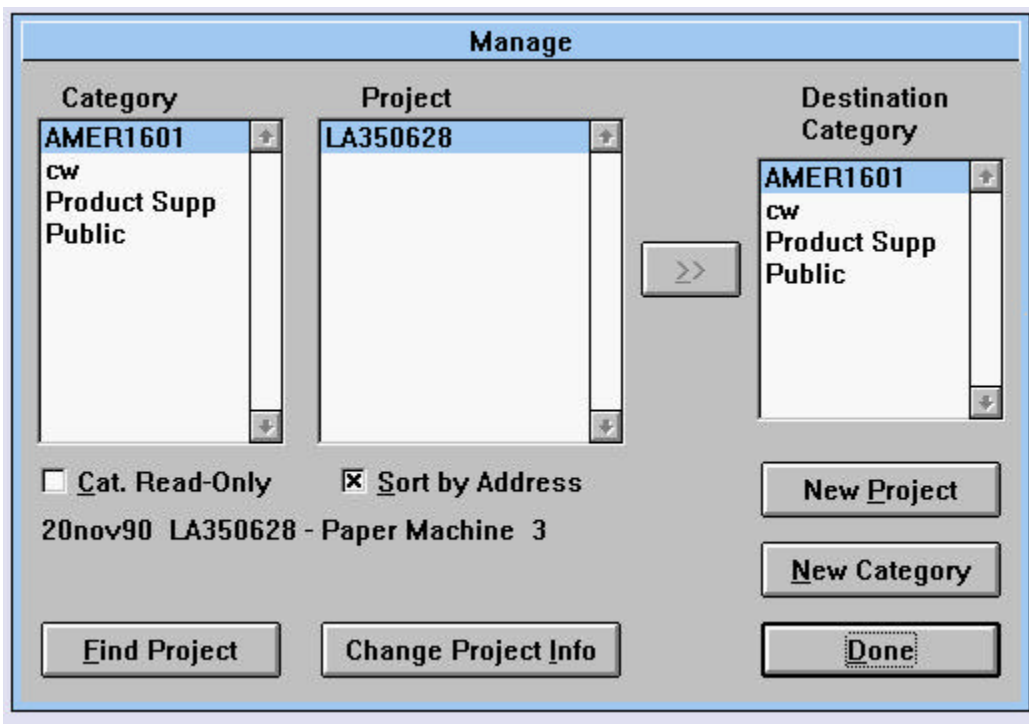 Manage
Category
Project
Destination
Category
AMER1601
cw
Product Supp
Public
LA350628
>>
AMER1601
cw
Product Supp
Public
Cat. Read-Only
Sort by Address
20nov90 LA350628 - Paper Machine 3
New Project
New Category
Find Project
Change Project Info
Done